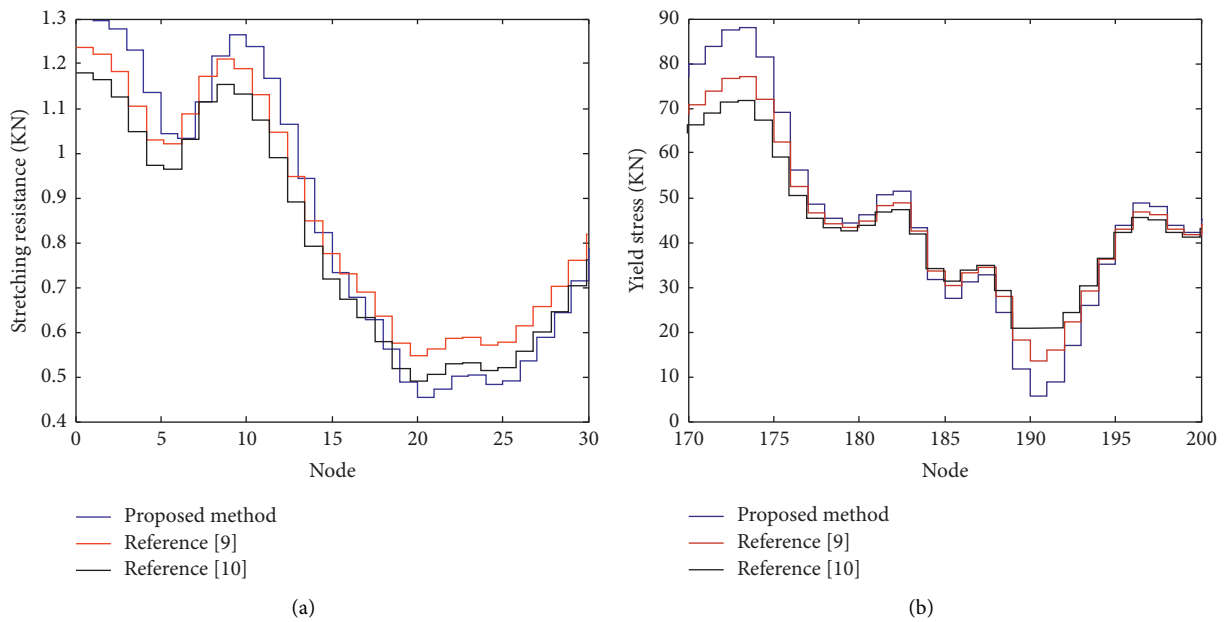 Stretching resistance (KN)
1.3
1.2
1.1
1
0.9
0.8
0.7
0.6
0.5
0.4
0
5
10
15
20
25
30
Node
Proposed method
Reference [9]
Reference [10]
(a)
Yield stress (KN)
90
80
70
60
50
40
30
20
10
0
170
175
180
185
190
195
200
Node
Proposed method
Reference [9]
Reference [10]
(b)